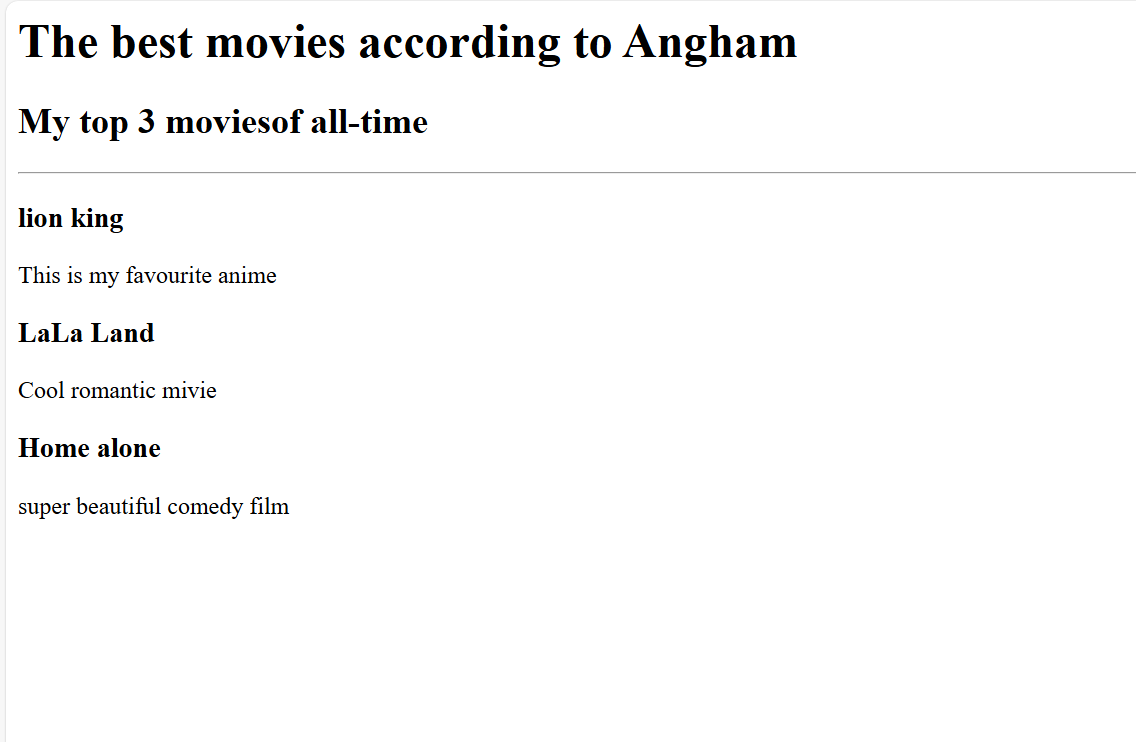 The best movies according to Angham
My top 3 moviesof all-time
lion king
This is my favourite anime
LaLa Land
Cool romantic mivie
Home alone
super beautiful comedy film